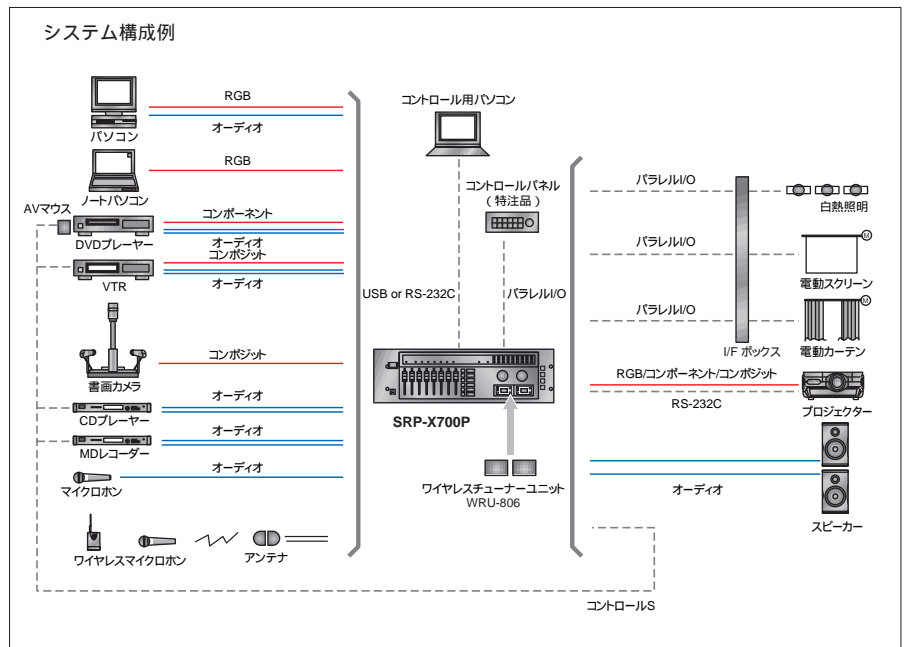 システム構成例
RGB
オーディオ
パソコン
RGB
ノートパソコン
AVマウス
コンポーネント
DVDプレーヤー
オーディオ
コンポジット
VTR
オーディオ
コンポジット
書画カメラ
オーディオ
CDプレーヤー
オーディオ
MDレコーダー
オーディオ
マイクロホン
ワイヤレスマイクロホン
アンテナ
コントロール用パソコン
コントロールパネル
(特注品)
USB or RS-232C
パラレルI/O
SRP-X700P
ワイヤレスチューナーユニット
WRU-806
パラレルI/O
白熱照明
パラレルI/O
M
電動スクリーン
パラレルI/O
M
I/F ボックス
電動カーテン
RGB/コンポーネント/コンポジット
RS-232C
プロジェクター
オーディオ
スピーカー
コントロールS